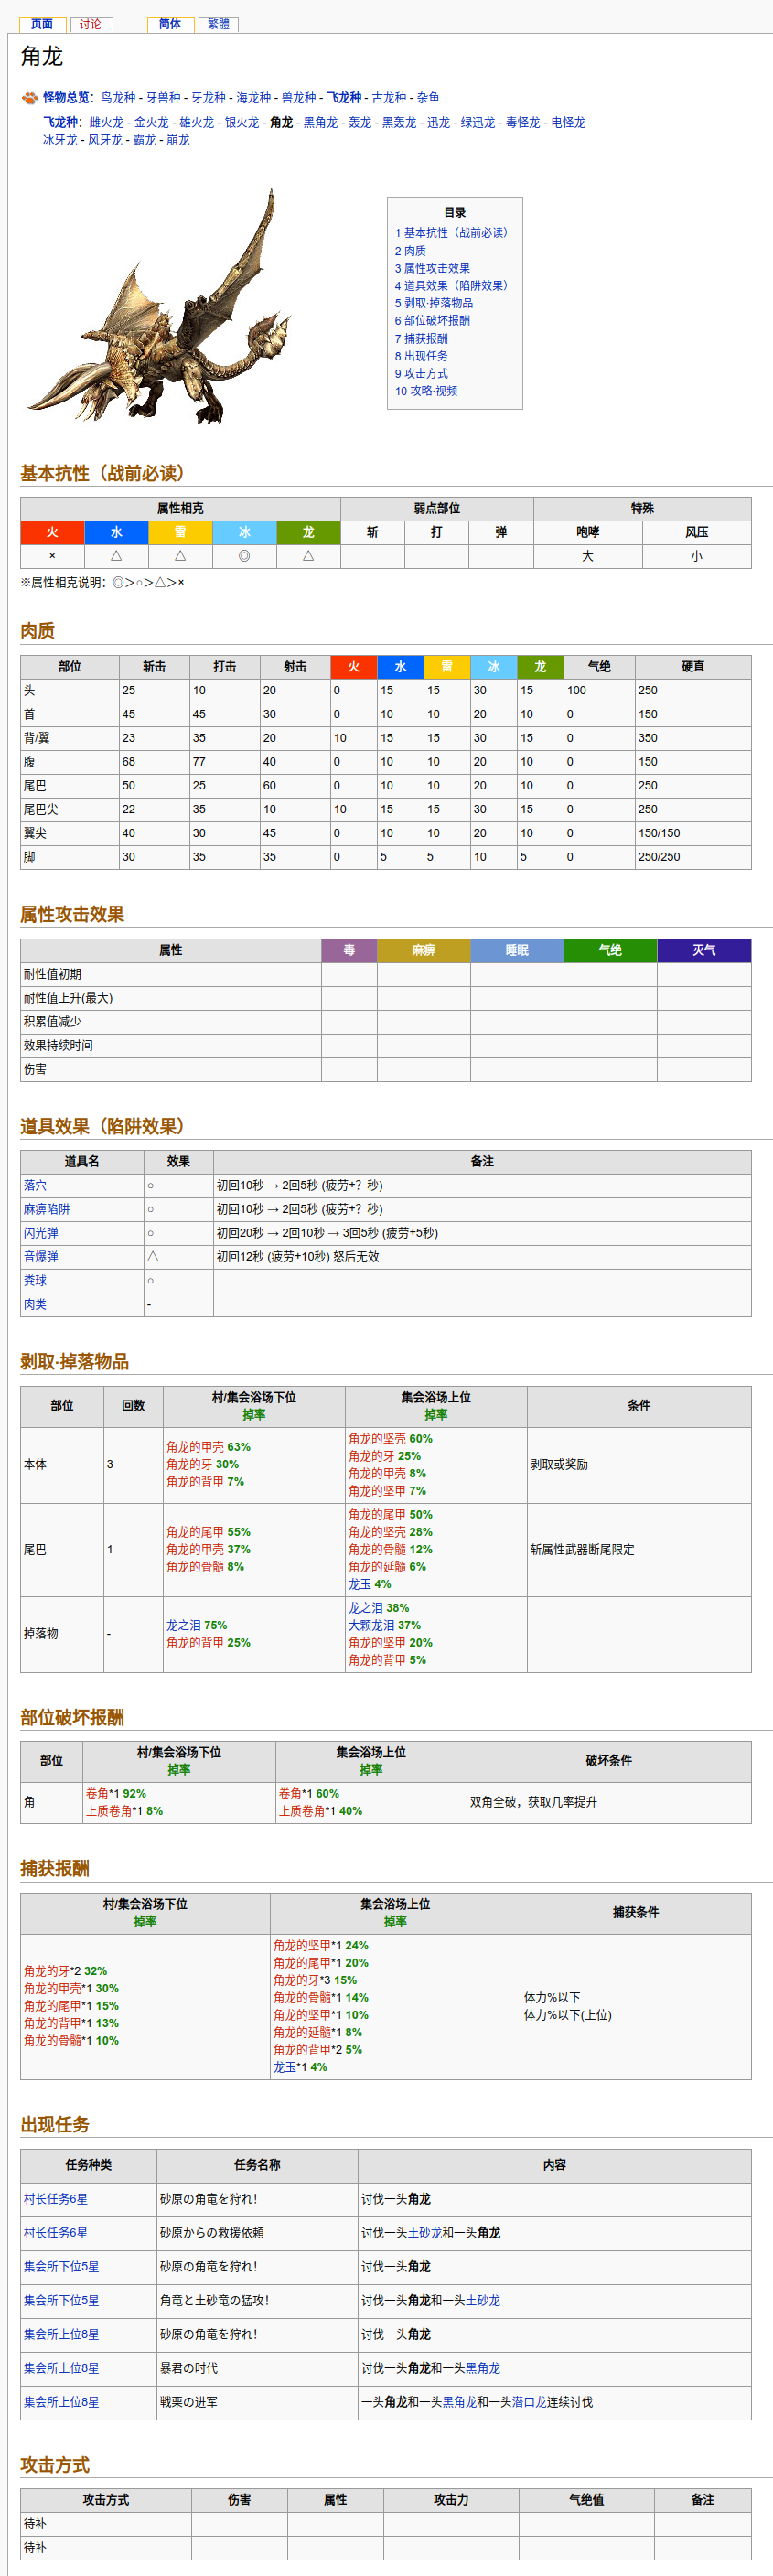 页面 讨论 简体 繁體
角龙
怪物总览：鸟龙种 - 牙兽种 - 牙龙种 - 海龙种 - 兽龙种 - 飞龙种 - 古龙种 - 杂鱼
飞龙种：雌火龙 - 金火龙 - 雄火龙 - 银火龙 - 角龙 - 黑角龙 - 轰龙 - 黑轰龙 - 迅龙 - 绿迅龙 - 毒怪龙 - 电怪龙
冰牙龙 - 风牙龙 - 霸龙 - 崩龙
目录
1 基本抗性（战前必读）
2 肉质
3 属性攻击效果
4 道具效果（陷阱效果）
5 剥取·掉落物品
6 部位破坏报酬
7 捕获报酬
8 出现任务
9 攻击方式
10 攻略·视频
基本抗性（战前必读）
属性相克 弱点部位 特殊
火 水 雷 冰 龙 斩 打 弹 咆哮 风压
× △ △ ◎ △ 大 小
※属性相克说明：◎＞○＞△＞×
肉质
部位 斩击 打击 射击 火 水 雷 冰 龙 气绝 硬直
头 25 10 20 0 15 15 30 15 100 250
首 45 45 30 0 10 10 20 10 0 150
背/翼 23 35 20 10 15 15 30 15 0 350
腹 68 77 40 0 10 10 20 10 0 150
尾巴 50 25 60 0 10 10 20 10 0 250
尾巴尖 22 35 10 10 15 15 30 15 0 250
翼尖 40 30 45 0 10 10 20 10 0 150/150
脚 30 35 35 0 5 5 10 5 0 250/250
属性攻击效果
属性 毒 麻痹 睡眠 气绝 灭气
耐性值初期
耐性值上升(最大)
积累值减少
效果持续时间
伤害
道具效果（陷阱效果）
道具名 效果 备注
落穴 ○ 初回10秒 → 2回5秒 (疲劳+？秒)
麻痹陷阱 ○ 初回10秒 → 2回5秒 (疲劳+？秒)
闪光弹 ○ 初回20秒 → 2回10秒 → 3回5秒 (疲劳+5秒)
音爆弹 △ 初回12秒 (疲劳+10秒) 怒后无效
粪球 ○
肉类 -
剥取·掉落物品
部位 回数 村/集会浴场下位 集会浴场上位 条件
掉率 掉率
本体 3 剥取或奖励
角龙的甲壳 63%
角龙的牙 30%
角龙的背甲 7%
角龙的坚壳 60%
角龙的牙 25%
角龙的甲壳 8%
角龙的坚甲 7%
尾巴 1 斩属性武器断尾限定
角龙的尾甲 55%
角龙的甲壳 37%
角龙的骨髓 8%
角龙的尾甲 50%
角龙的坚壳 28%
角龙的骨髓 12%
角龙的延髓 6%
龙玉 4%
掉落物 -
龙之泪 75%
角龙的背甲 25%
龙之泪 38%
大颗龙泪 37%
角龙的坚甲 20%
角龙的背甲 5%
部位破坏报酬
部位 村/集会浴场下位 集会浴场上位 破坏条件
掉率 掉率
角 双角全破，获取几率提升
卷角*1 92% 卷角*1 60%
上质卷角*1 8% 上质卷角*1 40%
捕获报酬
村/集会浴场下位 集会浴场上位 捕获条件
掉率 掉率
角龙的牙*2 32%
角龙的甲壳*1 30%
角龙的尾甲*1 15%
角龙的背甲*1 13%
角龙的骨髓*1 10%
角龙的坚甲*1 24%
角龙的尾甲*1 20%
角龙的牙*3 15%
角龙的骨髓*1 14%
角龙的坚甲*1 10%
角龙的延髓*1 8%
角龙的背甲*2 5%
龙玉*1 4%
体力%以下
体力%以下(上位)
出现任务
任务种类 任务名称 内容
村长任务6星 砂原の角竜を狩れ！ 讨伐一头角龙
村长任务6星 砂原からの救援依頼 讨伐一头土砂龙和一头角龙
集会所下位5星 砂原の角竜を狩れ！ 讨伐一头角龙
集会所下位5星 角竜と土砂竜の猛攻！ 讨伐一头角龙和一头土砂龙
集会所上位8星 砂原の角竜を狩れ！ 讨伐一头角龙
集会所上位8星 暴君の时代 讨伐一头角龙和一头黑角龙
集会所上位8星 戦栗の进军 一头角龙和一头黑角龙和一头潜口龙连续讨伐
攻击方式
攻击方式 伤害 属性 攻击力 气绝值 备注
待补
待补